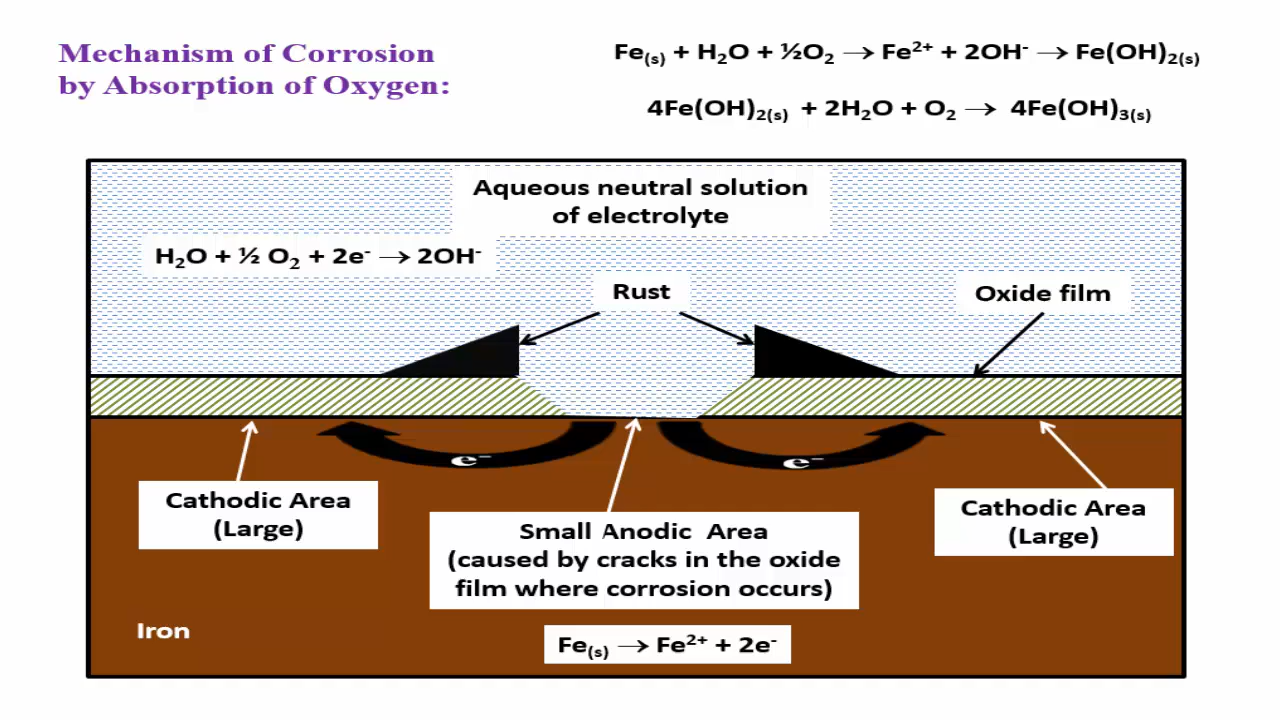 Mechanism of Corrosion
by Absorption of Oxygen:
Fe(s) + H₂O + ½O₂ → Fe²⁺ + 2OH⁻ → Fe(OH)₂(s)
4Fe(OH)₂(s) + 2H₂O + O₂ → 4Fe(OH)₃(s)
Aqueous neutral solution
of electrolyte
H₂O + ½ O₂ + 2e⁻ → 2OH⁻
Rust
Oxide film
e⁻
e⁻
Cathodic Area
(Large)
Small Anodic Area
(caused by cracks in the oxide
film where corrosion occurs)
Cathodic Area
(Large)
Iron
Fe(s) → Fe²⁺ + 2e⁻